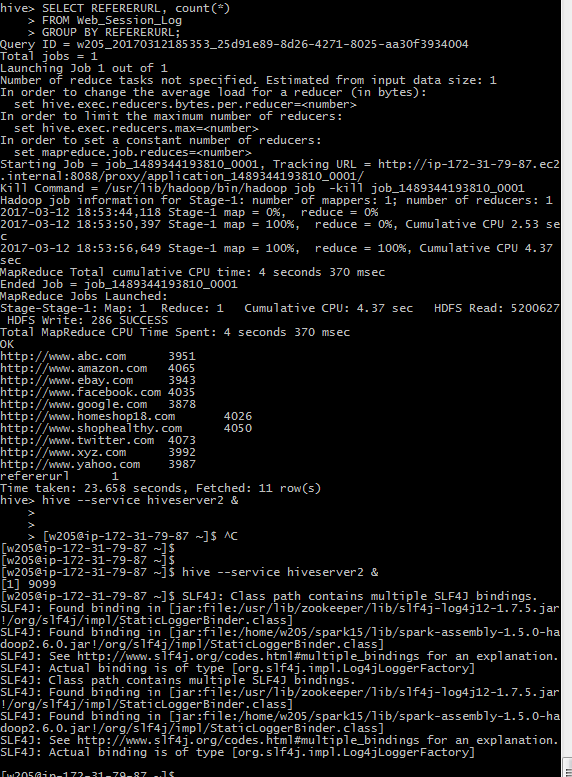 hive> SELECT REFERERURL, count(*)
    > FROM Web_Session_Log
    > GROUP BY REFERERURL;
Query ID = w205_20170312185353_25d91e89-8d26-4271-8025-aa30f3934004
Total jobs = 1
Launching Job 1 out of 1
Number of reduce tasks not specified. Estimated from input data size: 1
In order to change the average load for a reducer (in bytes):
  set hive.exec.reducers.bytes.per.reducer=<number>
In order to limit the maximum number of reducers:
  set hive.exec.reducers.max=<number>
In order to set a constant number of reducers:
  set mapreduce.job.reduces=<number>
Starting Job = job_1489344193810_0001, Tracking URL = http://ip-172-31-79-87.ec2
.internal:8088/proxy/application_1489344193810_0001/
Kill Command = /usr/lib/hadoop/bin/hadoop job  -kill job_1489344193810_0001
Hadoop job information for Stage-1: number of mappers: 1; number of reducers: 1
2017-03-12 18:53:44,118 Stage-1 map = 0%,  reduce = 0%
2017-03-12 18:53:50,397 Stage-1 map = 100%,  reduce = 0%, Cumulative CPU 2.53 se
c
2017-03-12 18:53:56,649 Stage-1 map = 100%,  reduce = 100%, Cumulative CPU 4.37
sec
MapReduce Total cumulative CPU time: 4 seconds 370 msec
Ended Job = job_1489344193810_0001
MapReduce Jobs Launched:
Stage-Stage-1: Map: 1  Reduce: 1   Cumulative CPU: 4.37 sec   HDFS Read: 5200627
 HDFS Write: 286 SUCCESS
Total MapReduce CPU Time Spent: 4 seconds 370 msec
OK
http://www.abc.com      3951
http://www.amazon.com   4065
http://www.ebay.com     3943
http://www.facebook.com 4035
http://www.google.com   3878
http://www.homeshop18.com       4026
http://www.shophealthy.com      4050
http://www.twitter.com  4073
http://www.xyz.com      3992
http://www.yahoo.com    3987
refererurl      1
Time taken: 23.658 seconds, Fetched: 11 row(s)
hive> hive --service hiveserver2 &
    >
    >
    > [w205@ip-172-31-79-87 ~]$ ^C
[w205@ip-172-31-79-87 ~]$
[w205@ip-172-31-79-87 ~]$
[w205@ip-172-31-79-87 ~]$ hive --service hiveserver2 &
[1] 9099
[w205@ip-172-31-79-87 ~]$ SLF4J: Class path contains multiple SLF4J bindings.
SLF4J: Found binding in [jar:file:/usr/lib/zookeeper/lib/slf4j-log4j12-1.7.5.jar
!/org/slf4j/impl/StaticLoggerBinder.class]
SLF4J: Found binding in [jar:file:/home/w205/spark15/lib/spark-assembly-1.5.0-ha
doop2.6.0.jar!/org/slf4j/impl/StaticLoggerBinder.class]
SLF4J: See http://www.slf4j.org/codes.html#multiple_bindings for an explanation.
SLF4J: Actual binding is of type [org.slf4j.impl.Log4jLoggerFactory]
SLF4J: Class path contains multiple SLF4J bindings.
SLF4J: Found binding in [jar:file:/usr/lib/zookeeper/lib/slf4j-log4j12-1.7.5.jar
!/org/slf4j/impl/StaticLoggerBinder.class]
SLF4J: Found binding in [jar:file:/home/w205/spark15/lib/spark-assembly-1.5.0-ha
doop2.6.0.jar!/org/slf4j/impl/StaticLoggerBinder.class]
SLF4J: See http://www.slf4j.org/codes.html#multiple_bindings for an explanation.
SLF4J: Actual binding is of type [org.slf4j.impl.Log4jLoggerFactory]

[w205@ip-172-31-79-87 ~]$